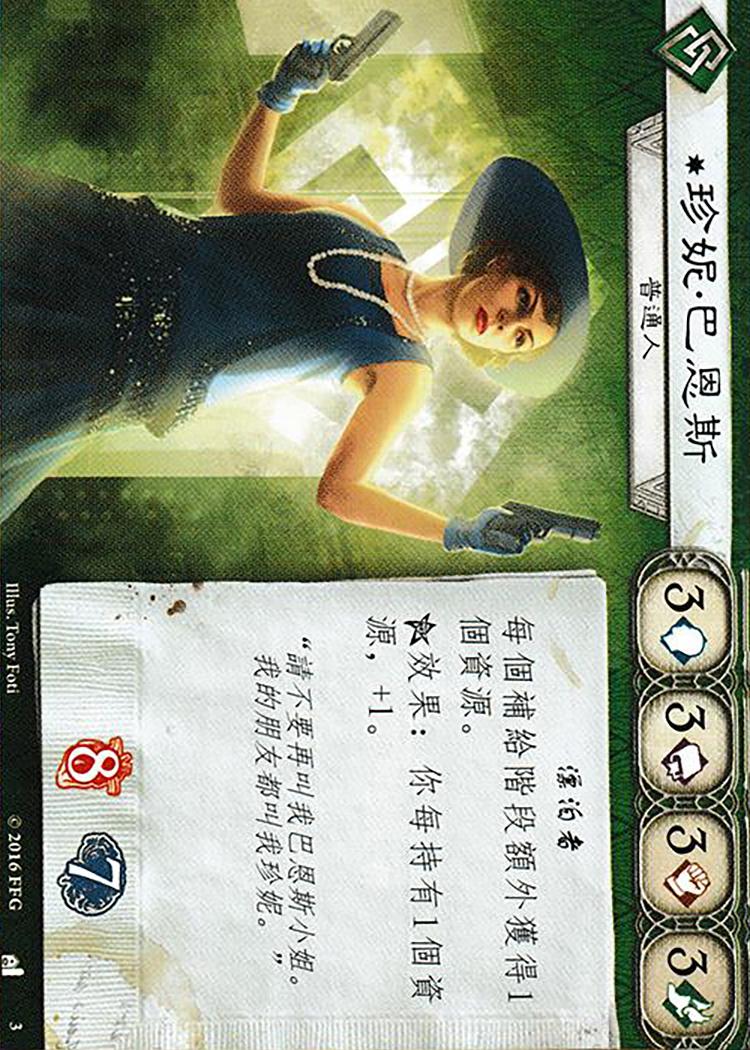 ✷珍妮·巴恩斯
普通人
3
3
3
3
漂泊者
每個補給階段額外獲得1
個資源。
效果：你每持有1個資
源，+1。
“請不要再叫我巴恩斯小姐。
我的朋友都叫我珍妮。”
8
7
Illus. Tony Foti
© 2016 FFG
3